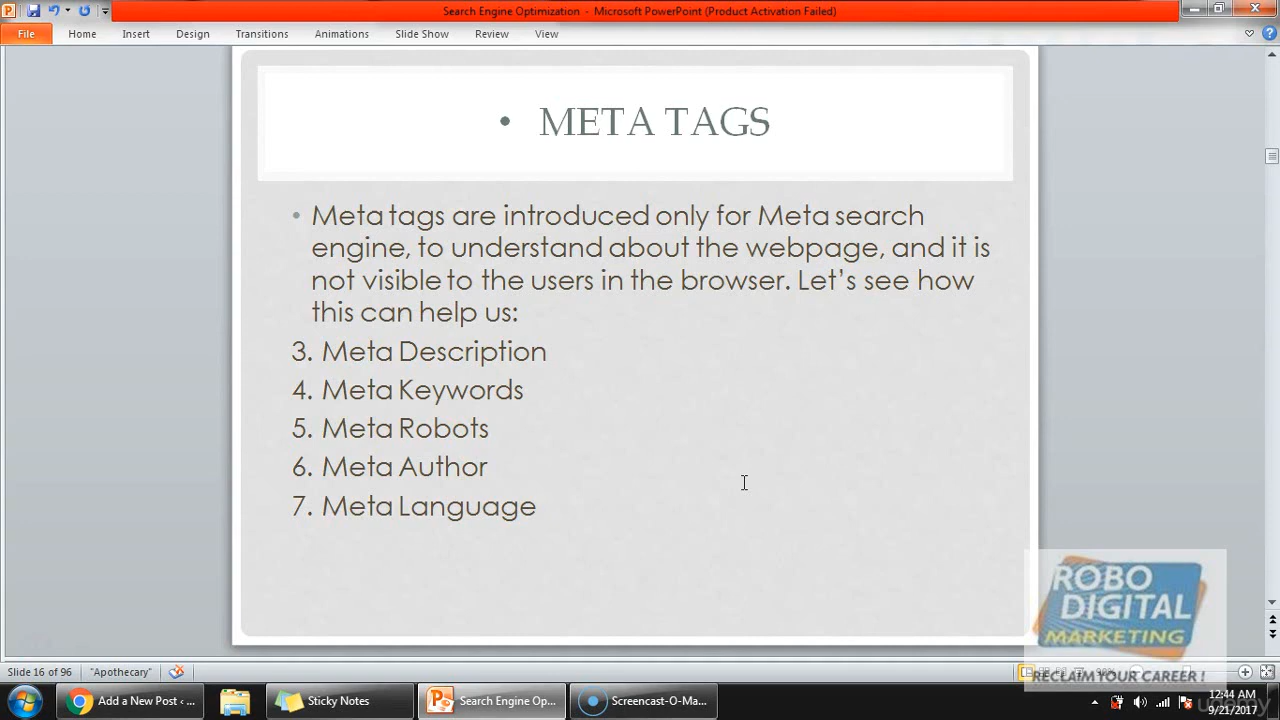 Search Engine Optimization - Microsoft PowerPoint (Product Activation Failed)
File Home Insert Design Transitions Animations Slide Show Review View
• META TAGS
• Meta tags are introduced only for Meta search
engine, to understand about the webpage, and it is
not visible to the users in the browser. Let's see how
this can help us:
3. Meta Description
4. Meta Keywords
5. Meta Robots
6. Meta Author
7. Meta Language
ROBO
DIGITAL
MARKETING
RECLAIM YOUR CAREER !
Slide 16 of 96 "Apothecary"
Add a New Post ‹ ... Sticky Notes Search Engine Op... Screencast-O-Ma...
12:44 AM
9/21/2017
udemy